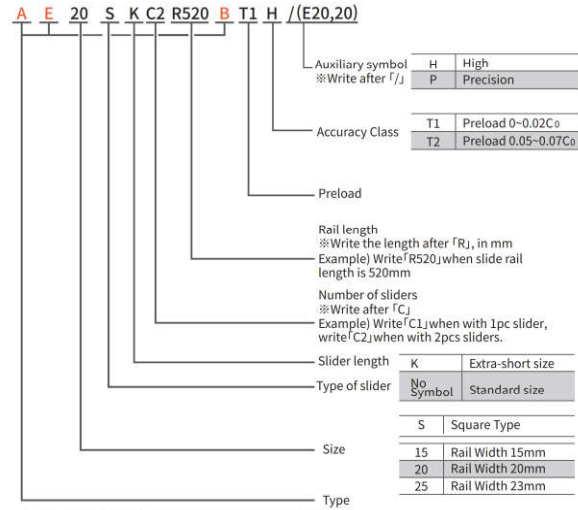 A E 20 S K C2 R520 B T1 H /(E20,20)
Auxiliary symbol
※Write after「/」
H High
P Precision
Accuracy Class
T1 Preload 0~0.02C₀
T2 Preload 0.05~0.07C₀
Preload
Rail length
※Write the length after「R」, in mm
Example) Write「R520」when slide rail
length is 520mm
Number of sliders
※Write after「C」
Example) Write「C1」when with 1pc slider,
write「C2」when with 2pcs sliders.
Slider length
K Extra-short size
No Symbol Standard size
Type of slider
S Square Type
Size
15 Rail Width 15mm
20 Rail Width 20mm
25 Rail Width 23mm
Type